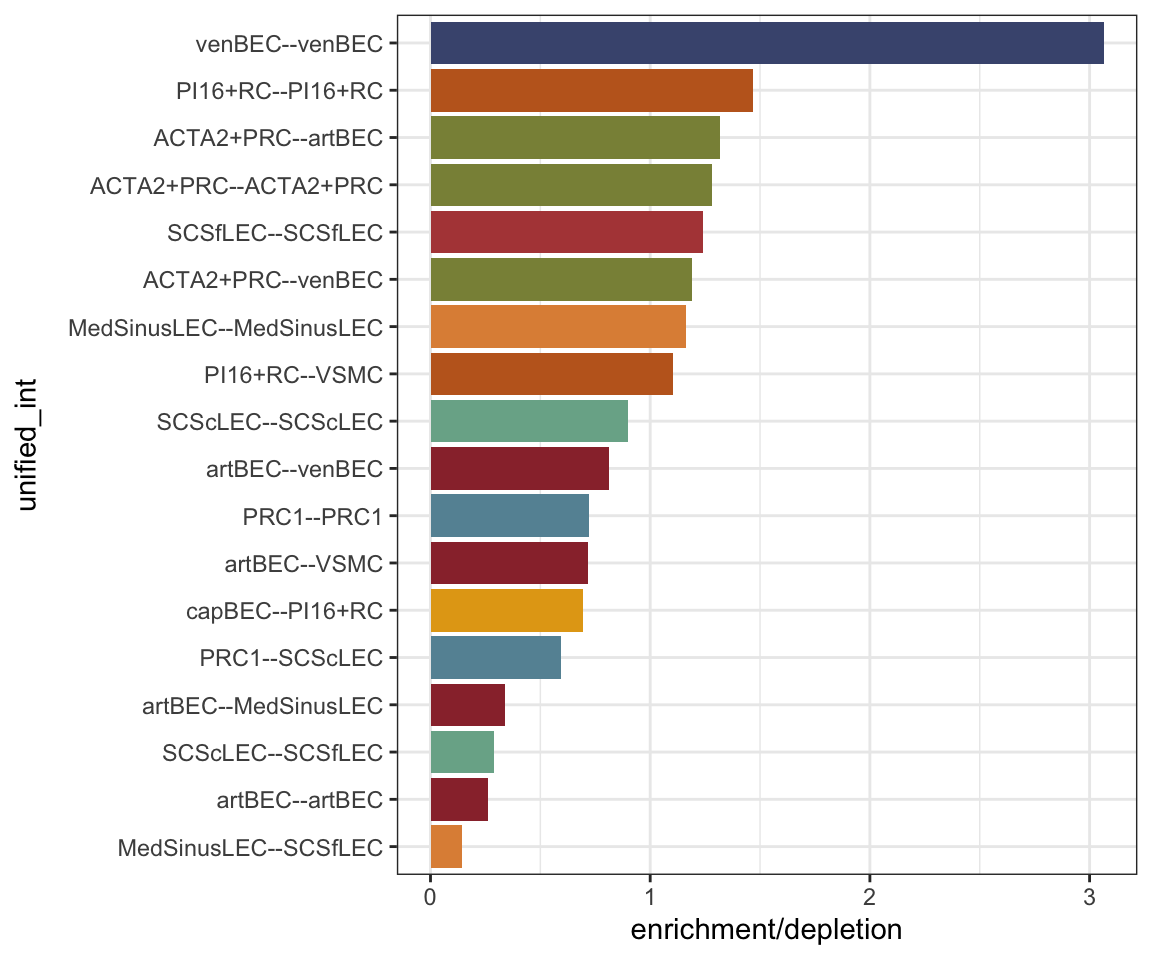 venBEC--venBEC
PI16+RC--PI16+RC
ACTA2+PRC--artBEC
ACTA2+PRC--ACTA2+PRC
SCSfLEC--SCSfLEC
ACTA2+PRC--venBEC
MedSinusLEC--MedSinusLEC
PI16+RC--VSMC
SCScLEC--SCScLEC
artBEC--venBEC
PRC1--PRC1
artBEC--VSMC
capBEC--PI16+RC
PRC1--SCScLEC
artBEC--MedSinusLEC
SCScLEC--SCSfLEC
artBEC--artBEC
MedSinusLEC--SCSfLEC
unified_int
0 1 2 3
enrichment/depletion